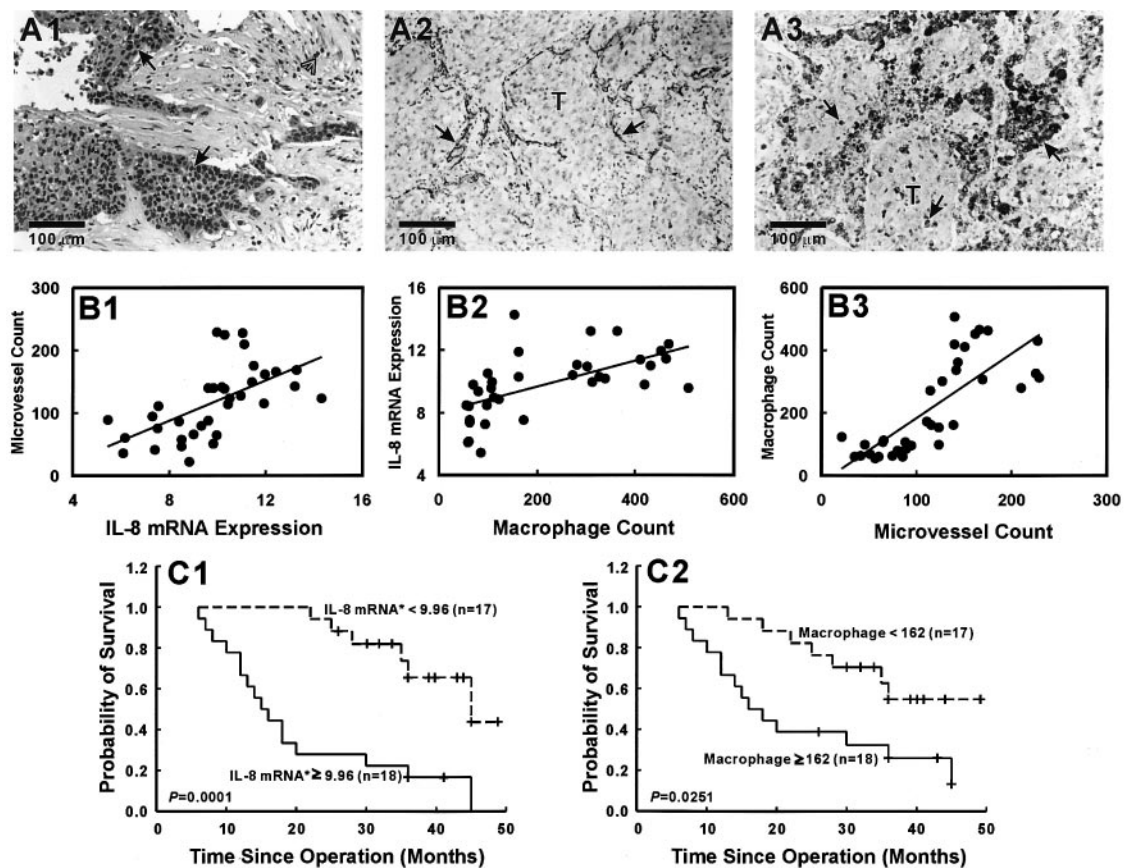 A1
100 μm
A2
T
100 μm
A3
T
100 μm
B1
Microvessel Count
300
200
100
0
4
8
12
16
IL-8 mRNA Expression
B2
IL-8 mRNA Expression
16
12
8
4
0
200
400
600
Macrophage Count
B3
Macrophage Count
600
400
200
0
0
100
200
300
Microvessel Count
C1
Probability of Survival
1.2
1.0
0.8
0.6
0.4
0.2
0.0
IL-8 mRNA* < 9.96 (n=17)
IL-8 mRNA* ≧ 9.96 (n=18)
P=0.0001
0
10
20
30
40
50
Time Since Operation (Months)
C2
Probability of Survival
1.2
1.0
0.8
0.6
0.4
0.2
0.0
Macrophage < 162 (n=17)
Macrophage ≧162 (n=18)
P=0.0251
0
10
20
30
40
50
Time Since Operation (Months)